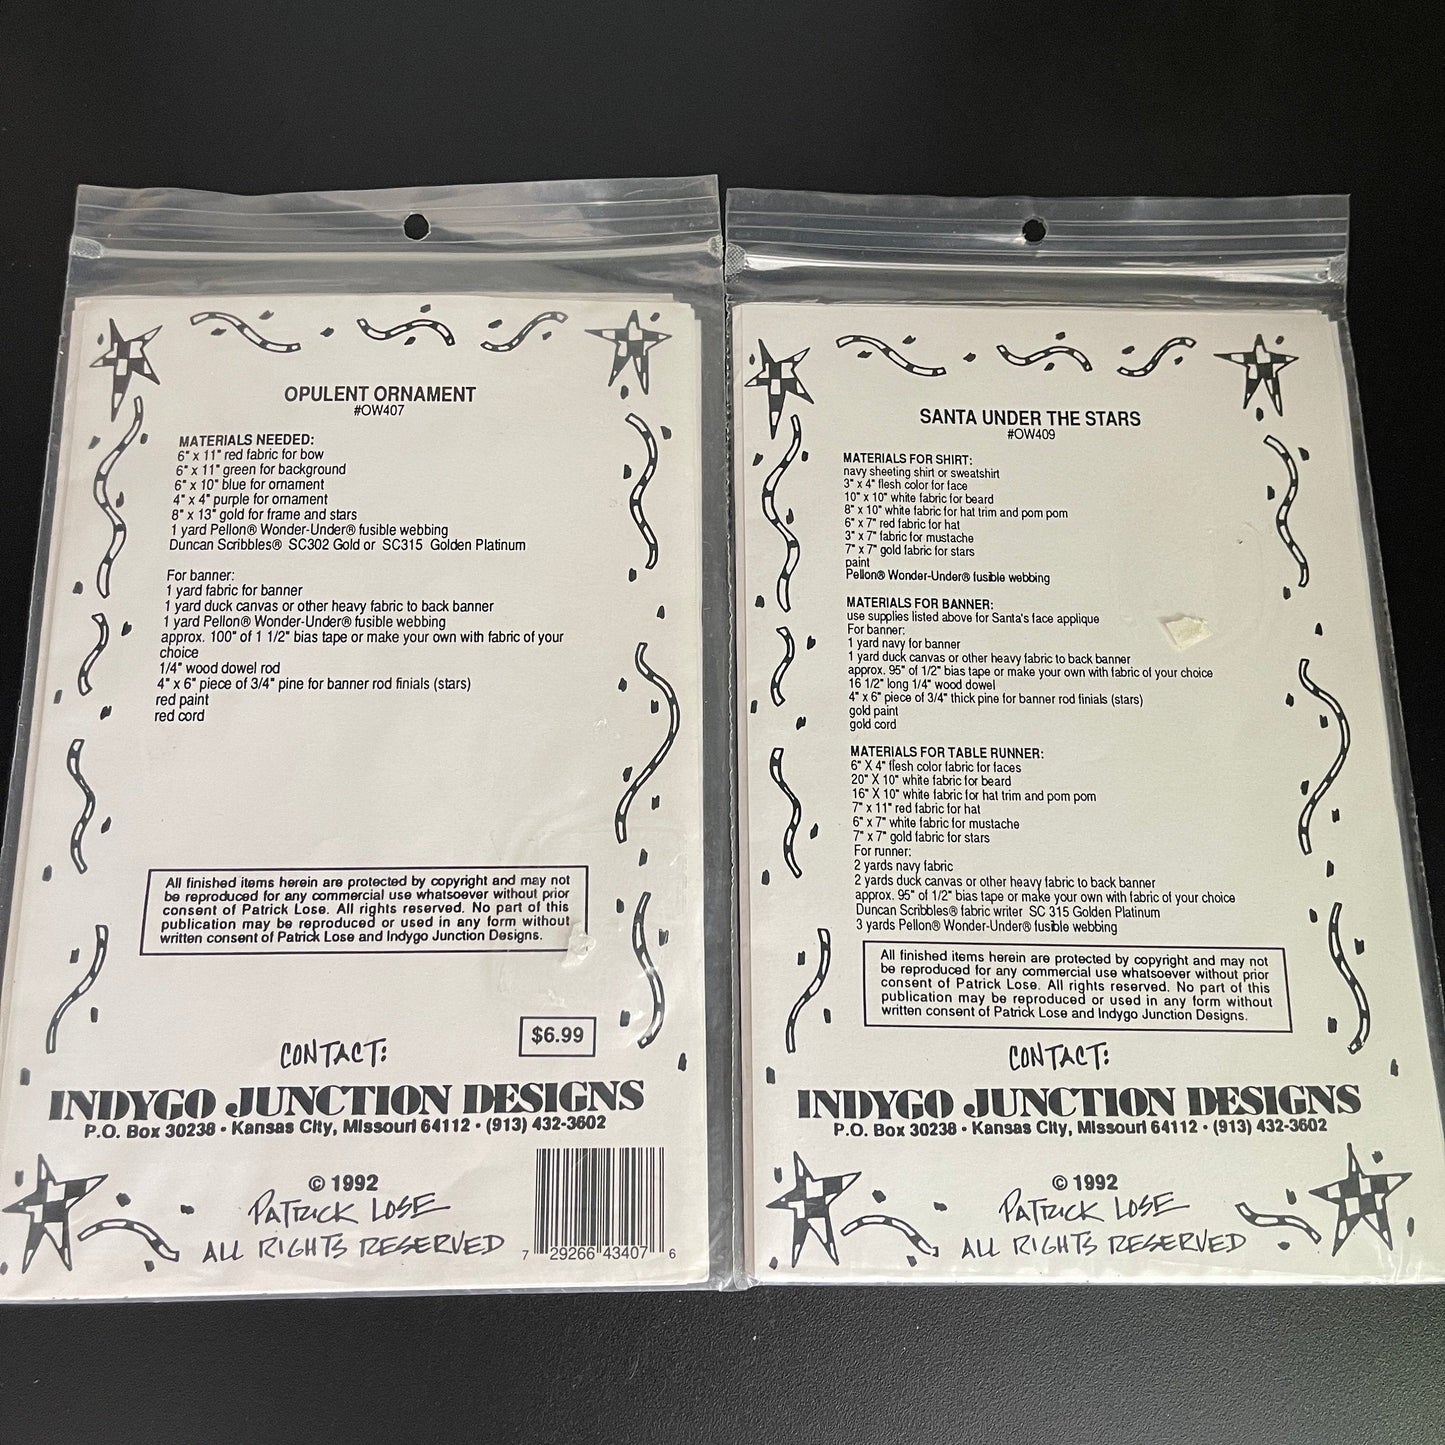 OPULENT ORNAMENT
#OW407
MATERIALS NEEDED:
6" x 11" red fabric for bow
6" x 11" green for background
6" x 10" blue for ornament
4" x 4" purple for ornament
8" x 13" gold for frame and stars
1 yard Pellon® Wonder-Under® fusible webbing
Duncan Scribbles® SC302 Gold or SC315 Golden Platinum
For banner:
1 yard fabric for banner
1 yard duck canvas or other heavy fabric to back banner
1 yard Pellon® Wonder-Under® fusible webbing
approx. 100" of 1 1/2" bias tape or make your own with fabric of your
choice
1/4" wood dowel rod
4" x 6" piece of 3/4" pine for banner rod finials (stars)
red paint
red cord
All finished items herein are protected by copyright and may not
be reproduced for any commercial use whatsoever without prior
consent of Patrick Lose. All rights reserved. No part of this
publication may be reproduced or used in any form without
written consent of Patrick Lose and Indygo Junction Designs.
$6.99
CONTACT:
INDYGO JUNCTION DESIGNS
P.O. Box 30238 • Kansas City, Missouri 64112 • (913) 432-3602
© 1992
PATRICK LOSE
ALL RIGHTS RESERVED
7 29266 43407 6
SANTA UNDER THE STARS
#OW409
MATERIALS FOR SHIRT:
navy sheeting shirt or sweatshirt
3" x 4" flesh color for face
10" x 10" white fabric for beard
8" x 10" white fabric for hat trim and pom pom
6" x 7" red fabric for hat
3" x 7" fabric for mustache
7" x 7" gold fabric for stars
paint
Pellon® Wonder-Under® fusible webbing
MATERIALS FOR BANNER:
use supplies listed above for Santa's face applique
For banner:
1 yard navy for banner
1 yard duck canvas or other heavy fabric to back banner
approx. 95" of 1/2" bias tape or make your own with fabric of your choice
16 1/2" long 1/4" wood dowel
4" x 6" piece of 3/4" thick pine for banner rod finials (stars)
gold paint
gold cord
MATERIALS FOR TABLE RUNNER:
6" X 4" flesh color fabric for faces
20" X 10" white fabric for beard
16" X 10" white fabric for hat trim and pom pom
7" x 11" red fabric for hat
6" x 7" white fabric for mustache
7" x 7" gold fabric for stars
For runner:
2 yards navy fabric
2 yards duck canvas or other heavy fabric to back banner
approx. 95" of 1/2" bias tape or make your own with fabric of your choice
Duncan Scribbles® fabric writer SC 315 Golden Platinum
3 yards Pellon® Wonder-Under® fusible webbing
All finished items herein are protected by copyright and may not
be reproduced for any commercial use whatsoever without prior
consent of Patrick Lose. All rights reserved. No part of this
publication may be reproduced or used in any form without
written consent of Patrick Lose and Indygo Junction Designs.
CONTACT:
INDYGO JUNCTION DESIGNS
P.O. Box 30238 • Kansas City, Missouri 64112 • (913) 432-3602
© 1992
PATRICK LOSE
ALL RIGHTS RESERVED